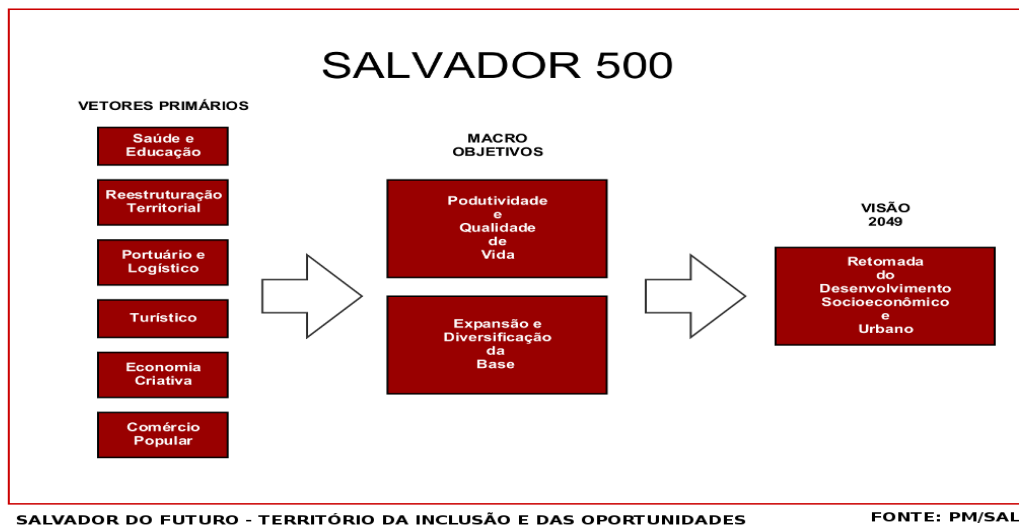 SALVADOR 500
VETORES PRIMÁRIOS
Saúde e
Educação
Reestruturação
Territorial
Portuário e
Logístico
Turístico
Economia
Criativa
Comércio
Popular
MACRO
OBJETIVOS
Podutividade
e
Qualidade
de
Vida
Expansão e
Diversificação
da
Base
VISÃO
2049
Retomada
do
Desenvolvimento
Socioeconômico
e
Urbano
SALVADOR DO FUTURO - TERRITÓRIO DA INCLUSÃO E DAS OPORTUNIDADES
FONTE: PM/SAL